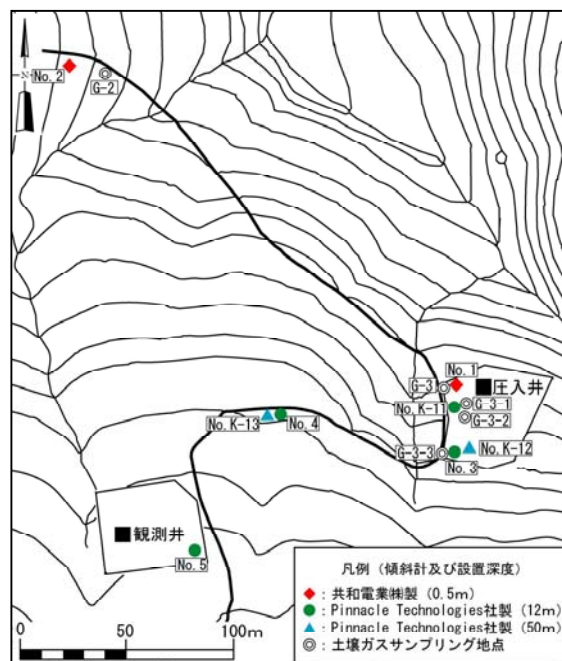 No.2
G-2
N
No.1
G-3
圧入井
G-3-1
No.K-11
G-3-2
No.K-13
No.4
G-3-3
No.K-12
No.3
観測井
No.5
凡例(傾斜計及び設置深度)
:共和電業㈱製(0.5m)
:Pinnacle Technologies社製(12m)
:Pinnacle Technologies社製(50m)
:土壌ガスサンプリング地点
0 50 100m